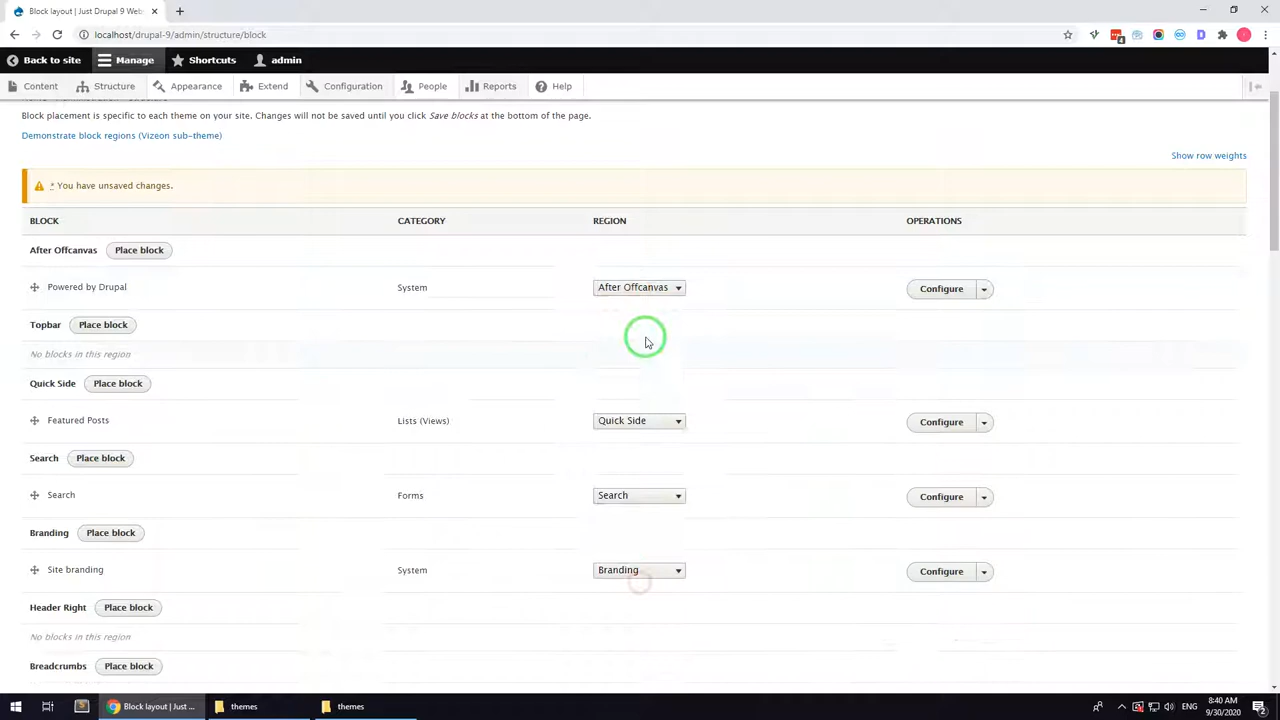 Block layout | Just Drupal 9 Webs
localhost/drupal-9/admin/structure/block
Back to site
Manage
Shortcuts
admin
Content
Structure
Appearance
Extend
Configuration
People
Reports
Help
Block placement is specific to each theme on your site. Changes will not be saved until you click Save blocks at the bottom of the page.
Demonstrate block regions (Vizeon sub-theme)
Show row weights
* You have unsaved changes.
BLOCK CATEGORY REGION OPERATIONS
After Offcanvas Place block
Powered by Drupal System After Offcanvas Configure
Topbar Place block
No blocks in this region
Quick Side Place block
Featured Posts Lists (Views) Quick Side Configure
Search Place block
Search Forms Search Configure
Branding Place block
Site branding System Branding Configure
Header Right Place block
No blocks in this region
Breadcrumbs Place block
Block layout | Just ...
themes
themes
ENG
8:40 AM
9/30/2020